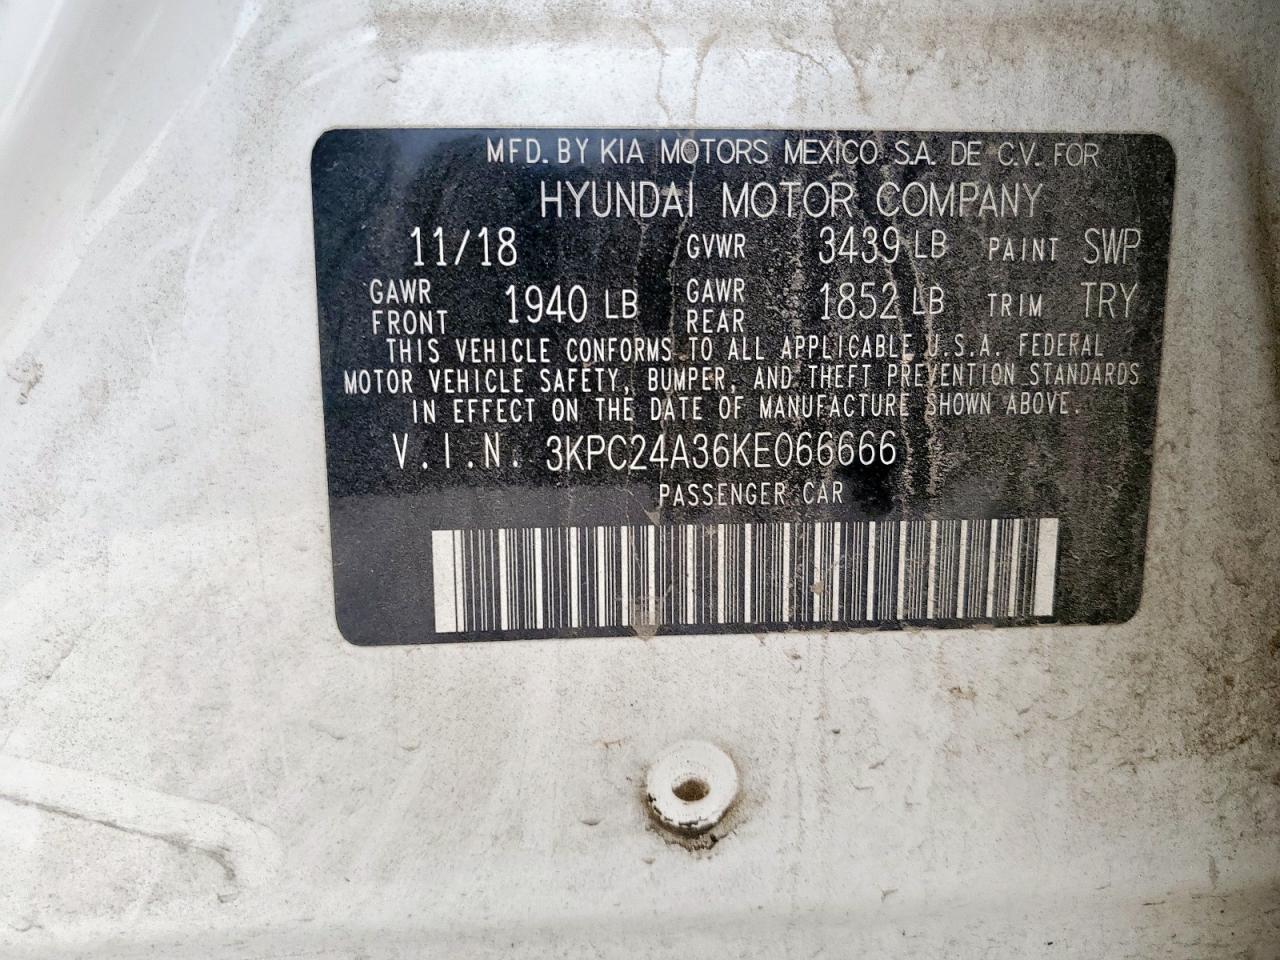 MFD. BY KIA MOTORS MEXICO S.A. DE C.V. FOR
HYUNDAI MOTOR COMPANY
11/18 GVWR 3439 LB PAINT SWP
GAWR FRONT 1940 LB GAWR REAR 1852 LB TRIM TRY
THIS VEHICLE CONFORMS TO ALL APPLICABLE U.S.A. FEDERAL
MOTOR VEHICLE SAFETY, BUMPER, AND THEFT PREVENTION STANDARDS
IN EFFECT ON THE DATE OF MANUFACTURE SHOWN ABOVE.
V.I.N. 3KPC24A36KE066666
PASSENGER CAR